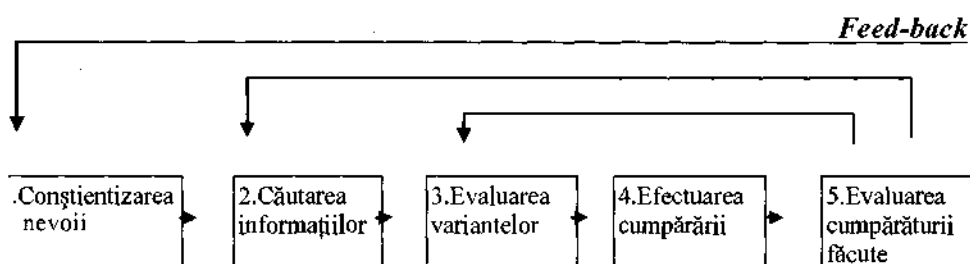 Feed-back
.Conştientizarea
nevoii
2.Căutarea
informaţiilor
3.Evaluarea
variantelor
4.Efectuarea
cumpărării
5.Evaluarea
cumpărăturii
făcute